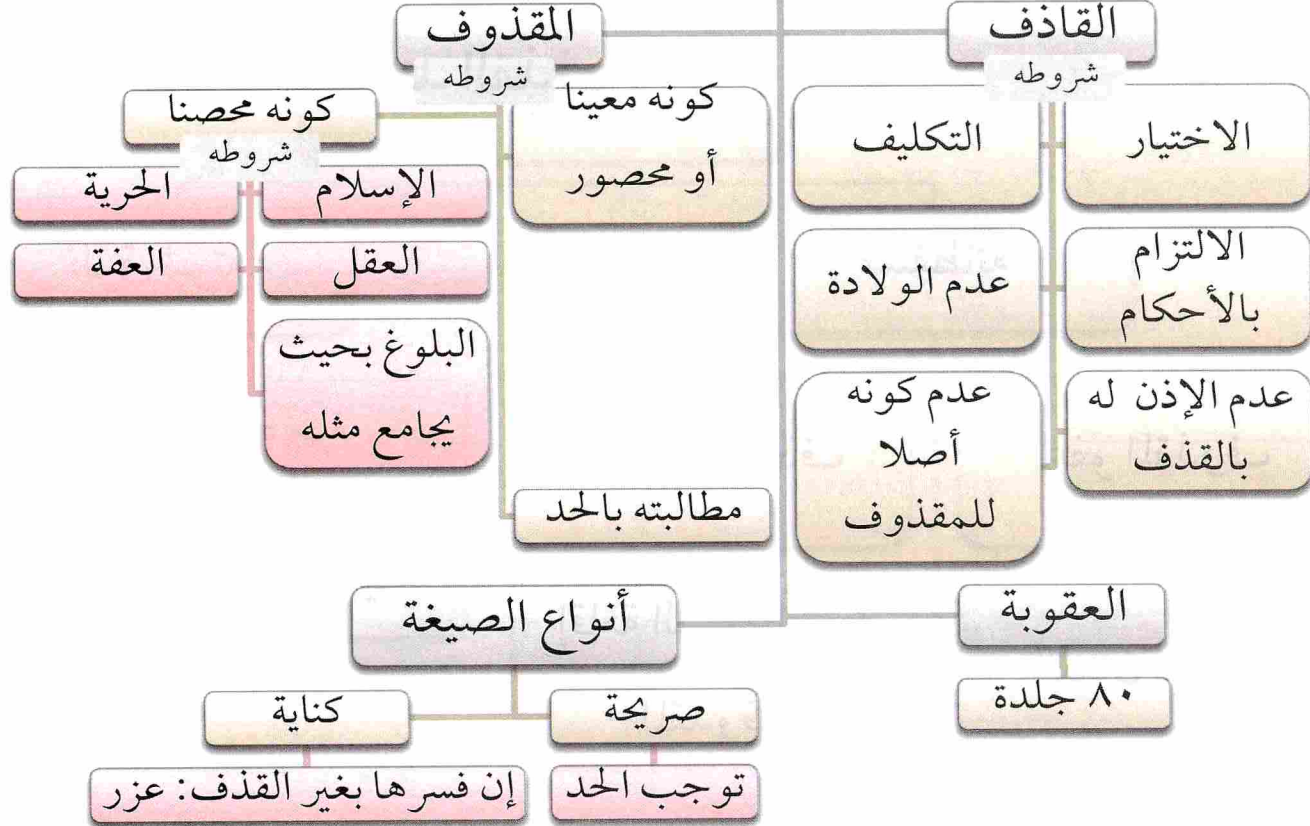 القاذف
شروطه
الاختيار
التكليف
الالتزام
بالأحكام
عدم الولادة
عدم الإذن له
بالقذف
عدم كونه
أصلا
للمقذوف
المقذوف
شروطه
كونه معينا
أو محصور
كونه محصنا
شروطه
الإسلام
الحرية
العقل
العفة
البلوغ بحيث
يجامع مثله
مطالبته بالحد
العقوبة
٨٠ جلدة
أنواع الصيغة
صريحة
توجب الحد
كناية
إن فسرها بغير القذف: عزر